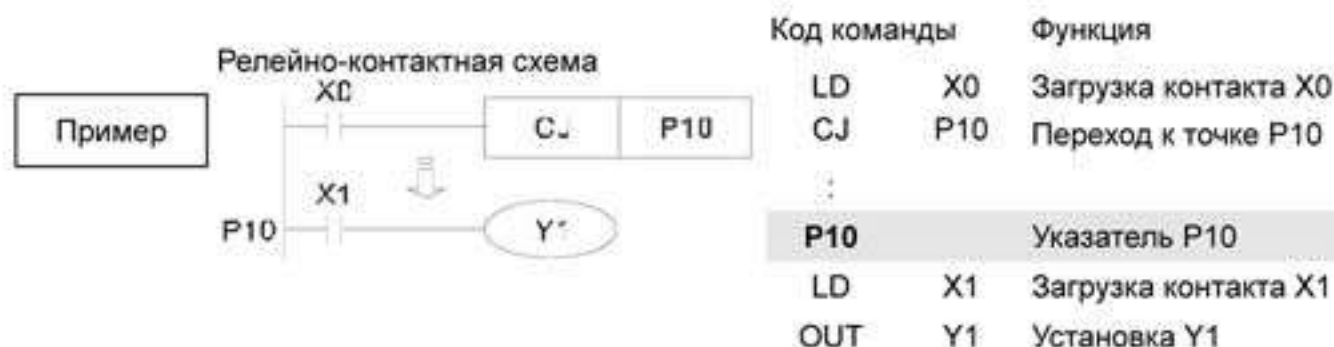 Пример
Релейно-контактная схема
X0
CJ P10
X1
P10 Y1
Код команды Функция
LD X0 Загрузка контакта X0
CJ P10 Переход к точке P10
:
P10 Указатель P10
LD X1 Загрузка контакта X1
OUT Y1 Установка Y1